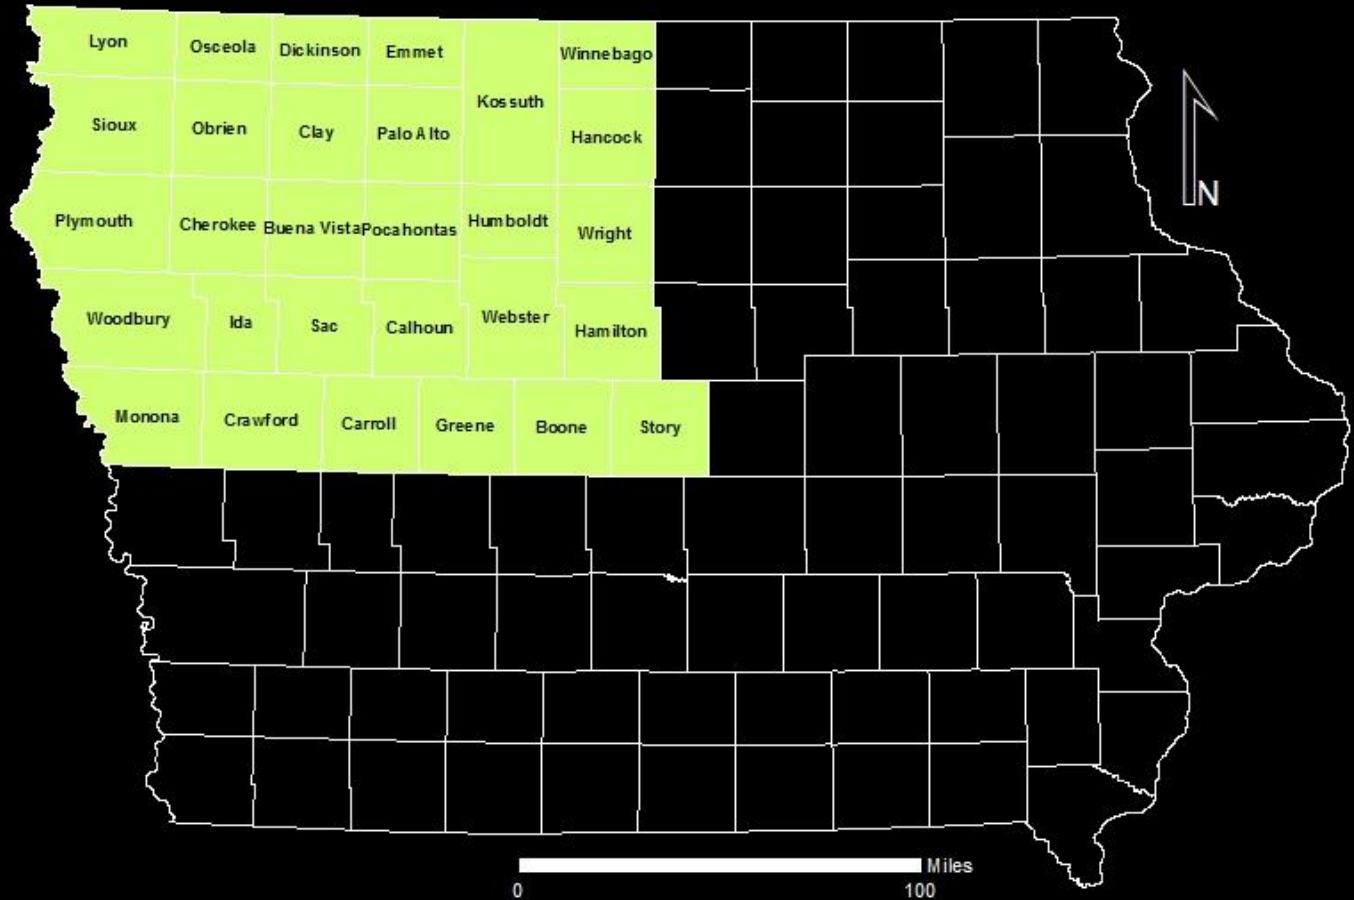 Lyon
Osceola
Dickinson
Emmet
Kossuth
Winnebago
Sioux
Obrien
Clay
Palo Alto
Hancock
Plymouth
Cherokee
Buena Vista
Pocahontas
Humboldt
Wright
Woodbury
Ida
Sac
Calhoun
Webster
Hamilton
Monona
Crawford
Carroll
Greene
Boone
Story
N
Miles
0
100